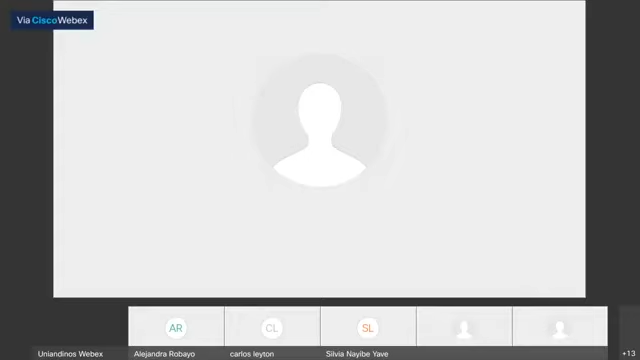 Via CiscoWebex
AR
CL
SL
Uniandinos Webex
Alejandra Robayo
carlos leyton
Silvia Nayibe Yave
+13